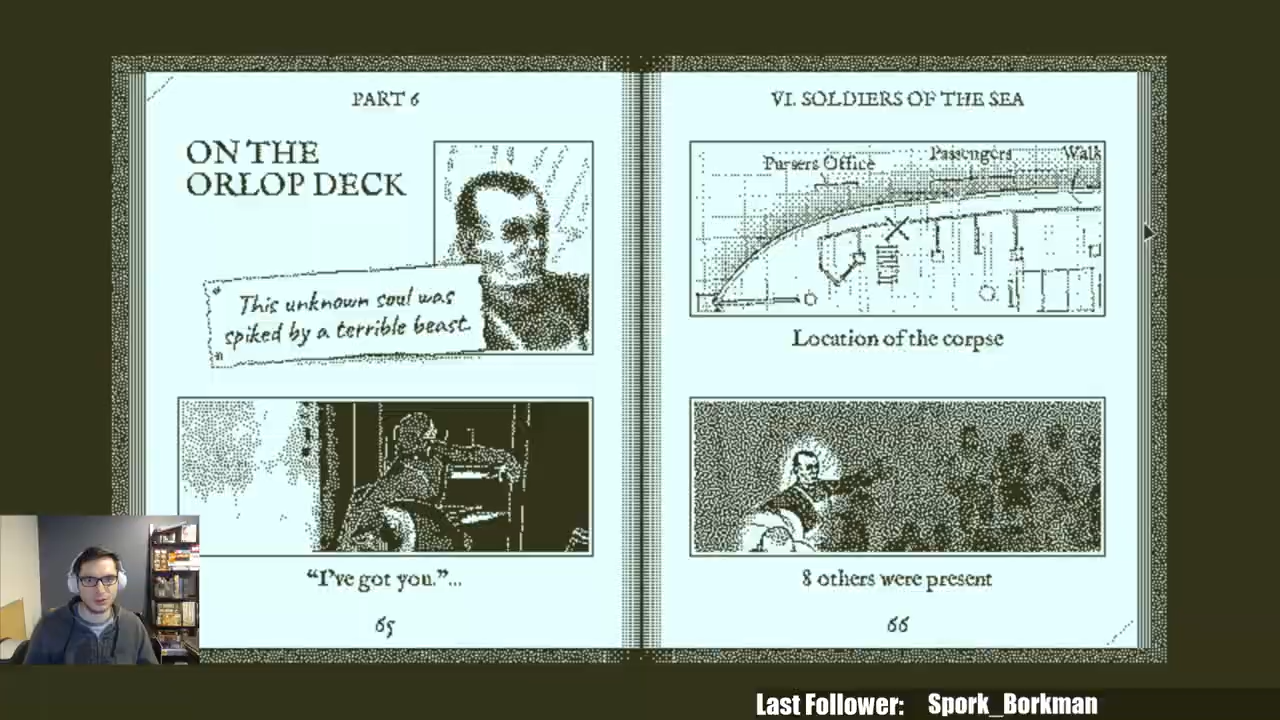 PART 6
ON THE
ORLOP DECK
This unknown soul was
spiked by a terrible beast.
"I've got you."...
65
VI. SOLDIERS OF THE SEA
Pursers Office
Passengers
Walk
Location of the corpse
8 others were present
66
Last Follower: Spork_Borkman